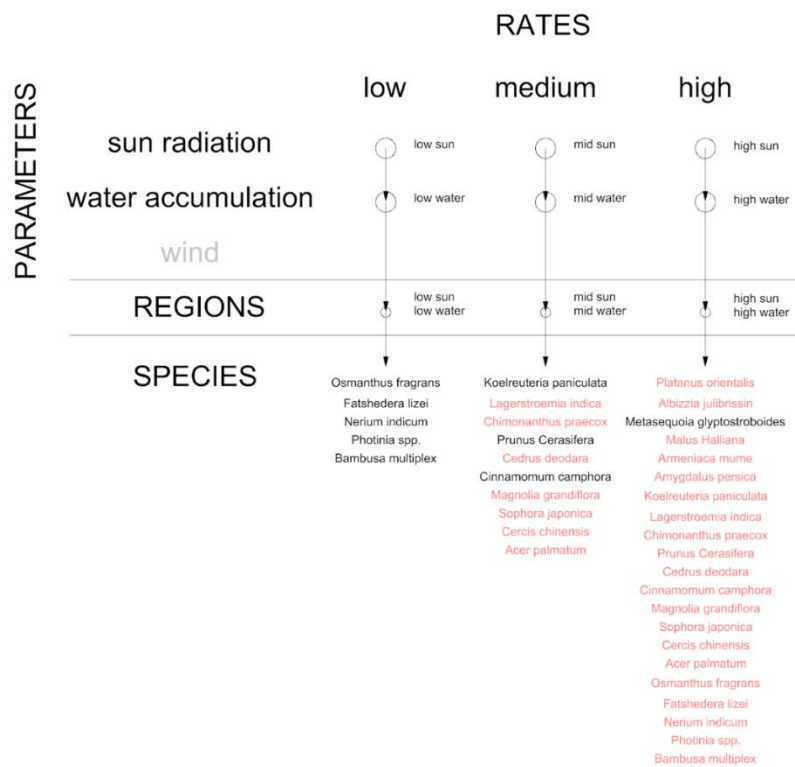 RATES
PARAMETERS
low medium high
sun radiation low sun mid sun high sun
water accumulation low water mid water high water
wind
REGIONS
low sun mid sun high sun
low water mid water high water
SPECIES
Osmanthus fragrans
Fatshedera lizei
Nerium indicum
Photinia spp.
Bambusa multiplex
Koelreuteria paniculata
Lagerstroemia indica
Chimonanthus praecox
Prunus Cerasifera
Cedrus deodara
Cinnamomum camphora
Magnolia grandiflora
Sophora japonica
Cercis chinensis
Acer palmatum
Platanus orientalis
Albizzia julibrissin
Metasequoia glyptostroboides
Malus Halliana
Armeniaca mume
Amygdalus persica
Koelreuteria paniculata
Lagerstroemia indica
Chimonanthus praecox
Prunus Cerasifera
Cedrus deodara
Cinnamomum camphora
Magnolia grandiflora
Sophora japonica
Cercis chinensis
Acer palmatum
Osmanthus fragrans
Fatshedera lizei
Nerium indicum
Photinia spp.
Bambusa multiplex